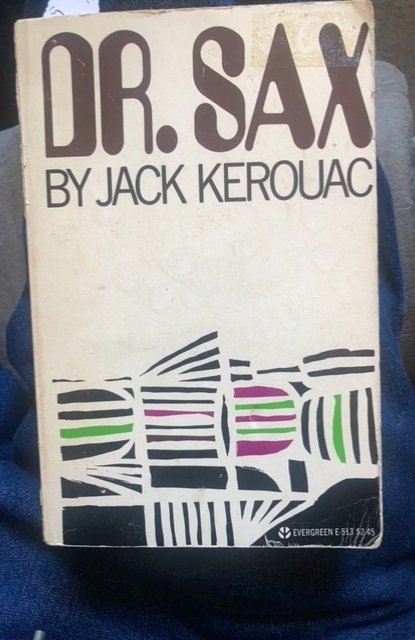 DR. SAX
BY JACK KEROUAC
EVERGREEN E-513 $2.45